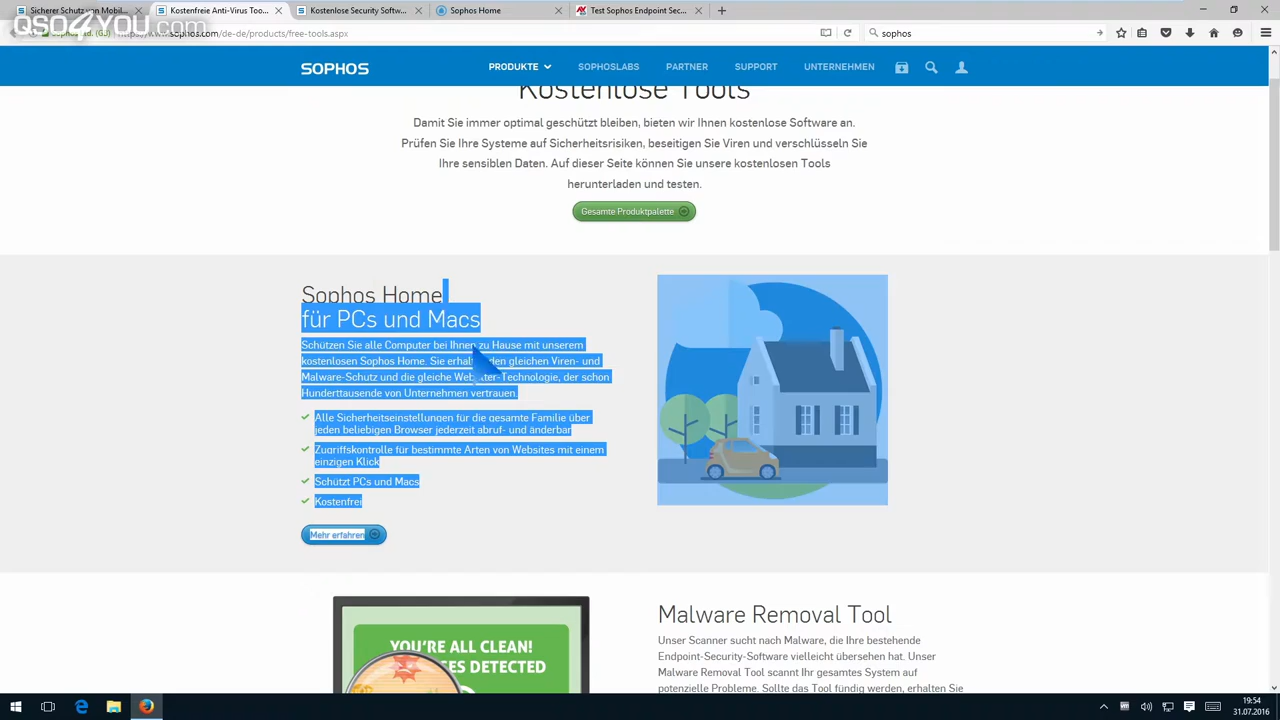 Sicherer Schutz von Mobil...
Kostenfreie Anti-Virus Tool...
Kostenfreie Security-Softw...
Sophos Home
Test Sophos Endpoint Sec...
QSO4YOU.com
sophos.com/de-de/products/free-tools.aspx
sophos
SOPHOS
PRODUKTE
SOPHOSLABS
PARTNER
SUPPORT
UNTERNEHMEN
Kostenlose Tools
Damit Sie immer optimal geschützt bleiben, bieten wir Ihnen kostenlose Software an.
Prüfen Sie Ihre Systeme auf Sicherheitsrisiken, beseitigen Sie Viren und verschlüsseln Sie
Ihre sensiblen Daten. Auf dieser Seite können Sie unsere kostenlosen Tools
herunterladen und testen.
Gesamte Produktpalette
Sophos Home
für PCs und Macs
Schützen Sie alle Computer bei Ihnen zu Hause mit unserem
kostenlosen Sophos Home. Sie den gleichen Viren- und
Malware-Schutz und die gleiche -Technologie, der schon
Hunderttausende von Unternehmen vertrauen.
Alle Sicherheitseinstellungen für die gesamte Familie über
jeden beliebigen Browser jederzeit abruf- und änderbar
Zugriffskontrolle für bestimmte Arten von Websites mit einem
einzigen Klick
Schützt PCs und Macs
Kostenfrei
Mehr erfahren
YOU'RE ALL CLEAN!
DETECTED
Malware Removal Tool
Unser Scanner sucht nach Malware, die Ihre bestehende
Endpoint-Security-Software vielleicht übersehen hat. Unser
Malware Removal Tool scannt Ihr gesamtes System auf
potenzielle Probleme. Sollte das Tool fündig werden, erhalten Sie
19:54
31.07.2016